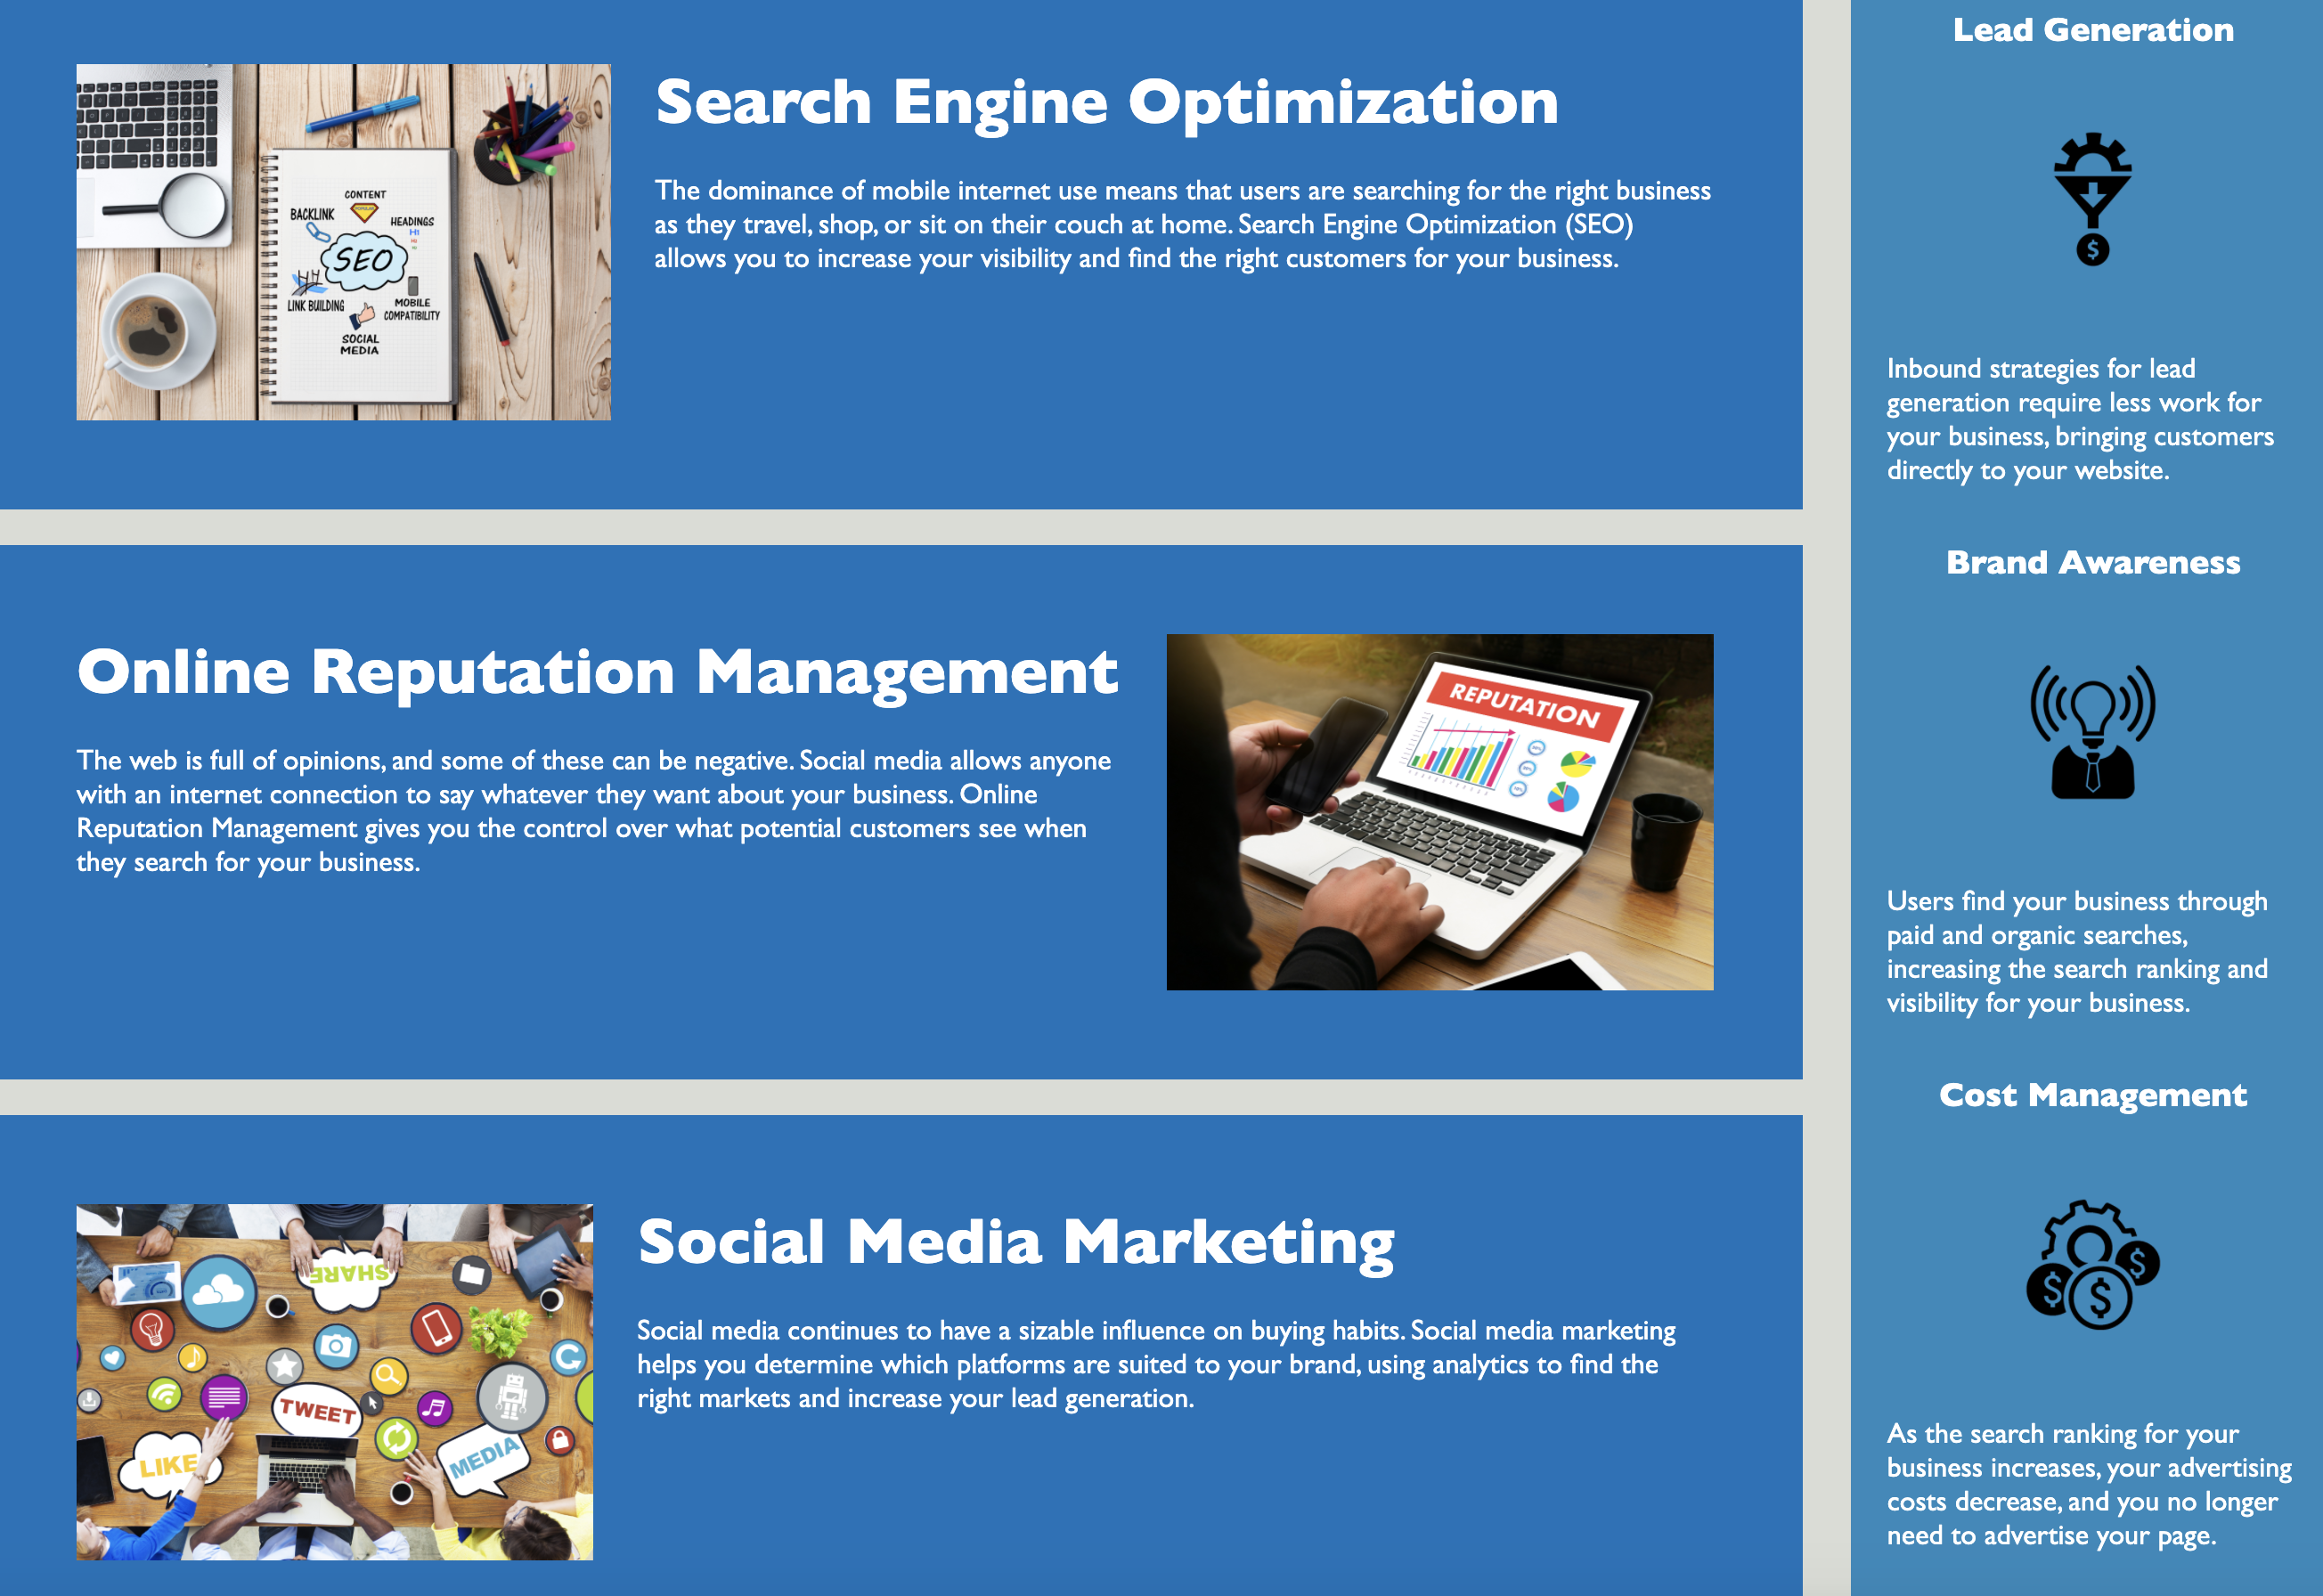 Search Engine Optimization
The dominance of mobile internet use means that users are searching for the right business
as they travel, shop, or sit on their couch at home. Search Engine Optimization (SEO)
allows you to increase your visibility and find the right customers for your business.
CONTENT
BACKLINK
HEADINGS
H1
SEO
LINK BUILDING
MOBILE
COMPATIBILITY
SOCIAL
MEDIA
Online Reputation Management
The web is full of opinions, and some of these can be negative. Social media allows anyone
with an internet connection to say whatever they want about your business. Online
Reputation Management gives you the control over what potential customers see when
they search for your business.
REPUTATION
Social Media Marketing
Social media continues to have a sizable influence on buying habits. Social media marketing
helps you determine which platforms are suited to your brand, using analytics to find the
right markets and increase your lead generation.
SHARE
TWEET
LIKE
MEDIA
Lead Generation
$
Inbound strategies for lead
generation require less work for
your business, bringing customers
directly to your website.
Brand Awareness
Users find your business through
paid and organic searches,
increasing the search ranking and
visibility for your business.
Cost Management
$ $ $
As the search ranking for your
business increases, your advertising
costs decrease, and you no longer
need to advertise your page.